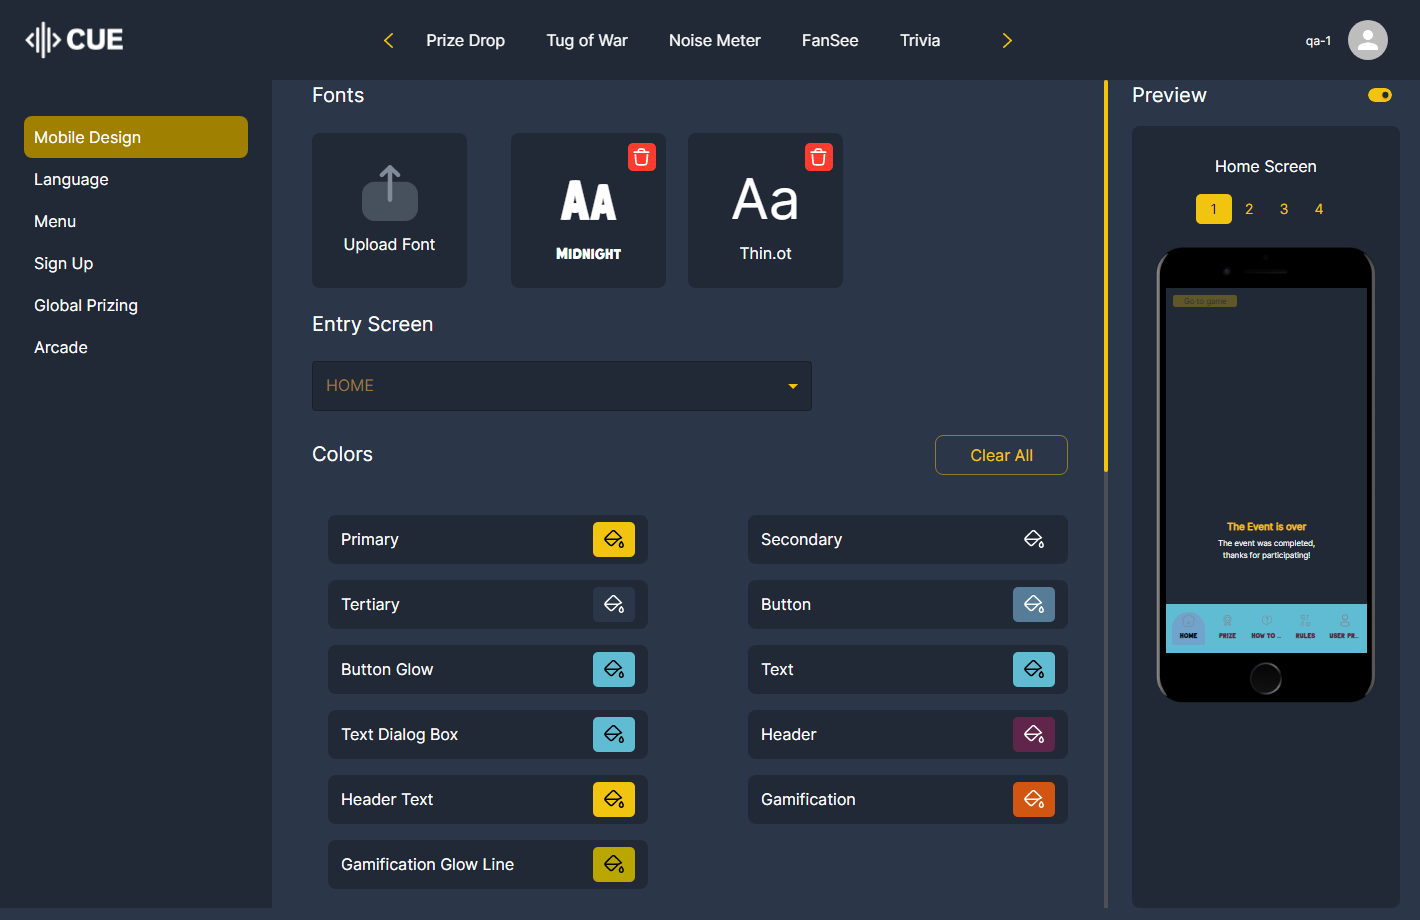 CUE
Prize Drop
Tug of War
Noise Meter
FanSee
Trivia
qa-1
Mobile Design
Language
Menu
Sign Up
Global Prizing
Arcade
Fonts
Upload Font
AA
MIDNIGHT
Aa
Thin.ot
Entry Screen
HOME
Colors
Clear All
Primary
Secondary
Tertiary
Button
Button Glow
Text
Text Dialog Box
Header
Header Text
Gamification
Gamification Glow Line
Preview
Home Screen
1 2 3 4
Go to game
The Event is over
The event was completed,
thanks for participating!
HOME PRIZE HOW TO ... RULES USER PR...